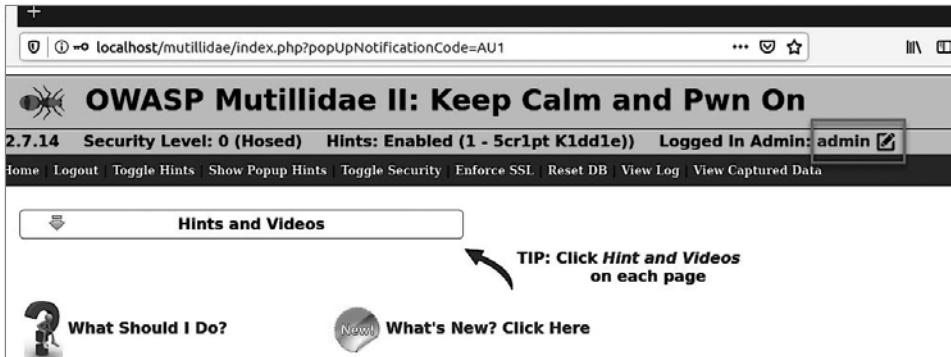 localhost/mutillidae/index.php?popUpNotificationCode=AU1
OWASP Mutillidae II: Keep Calm and Pwn On
2.7.14 Security Level: 0 (Hosed) Hints: Enabled (1 - 5cr1pt K1dd1e)) Logged In Admin: admin
Home Logout Toggle Hints Show Popup Hints Toggle Security Enforce SSL Reset DB View Log View Captured Data
Hints and Videos
TIP: Click Hint and Videos
on each page
What Should I Do?
New!
What's New? Click Here